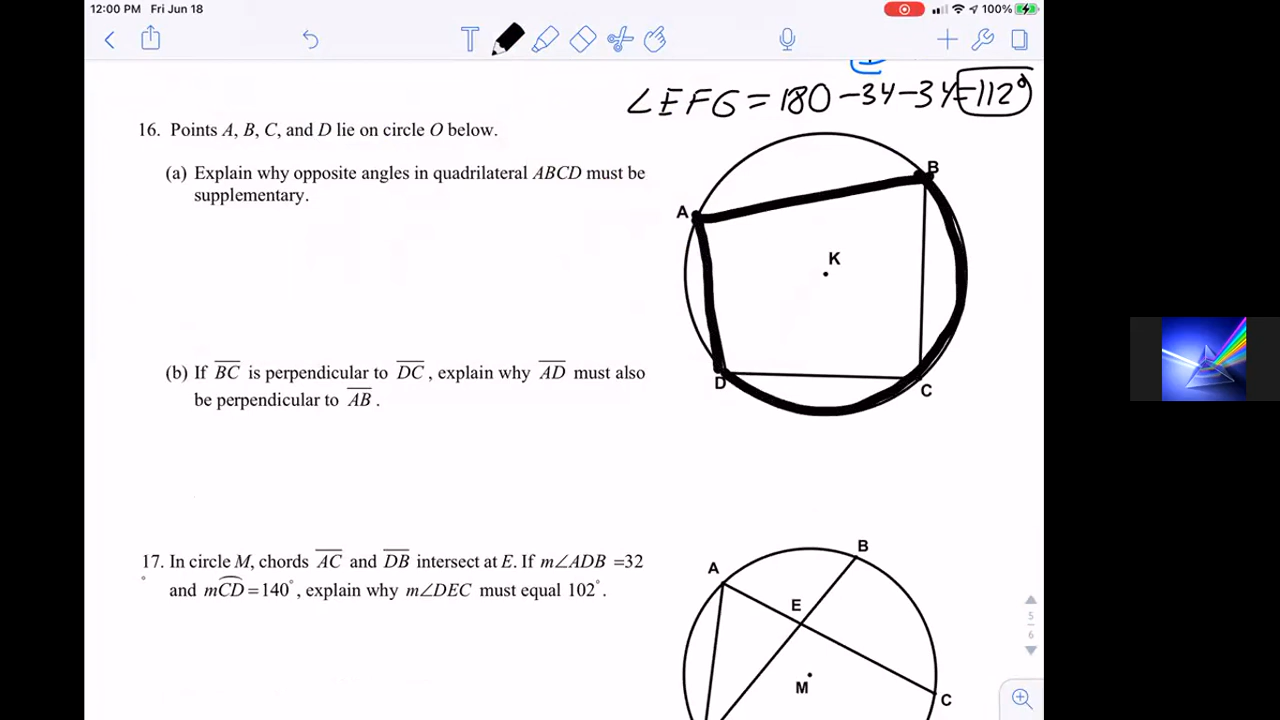 12:00 PM Fri Jun 18
100%
T
∠EFG = 180 - 34 - 34 = 112°
16. Points A, B, C, and D lie on circle O below.
(a) Explain why opposite angles in quadrilateral ABCD must be
supplementary.
B
A
K
(b) If BC is perpendicular to DC, explain why AD must also
be perpendicular to AB.
D
C
17. In circle M, chords AC and DB intersect at E. If m∠ADB =32
° and mCD = 140°, explain why m∠DEC must equal 102°.
B
A
E
M
C
5
6